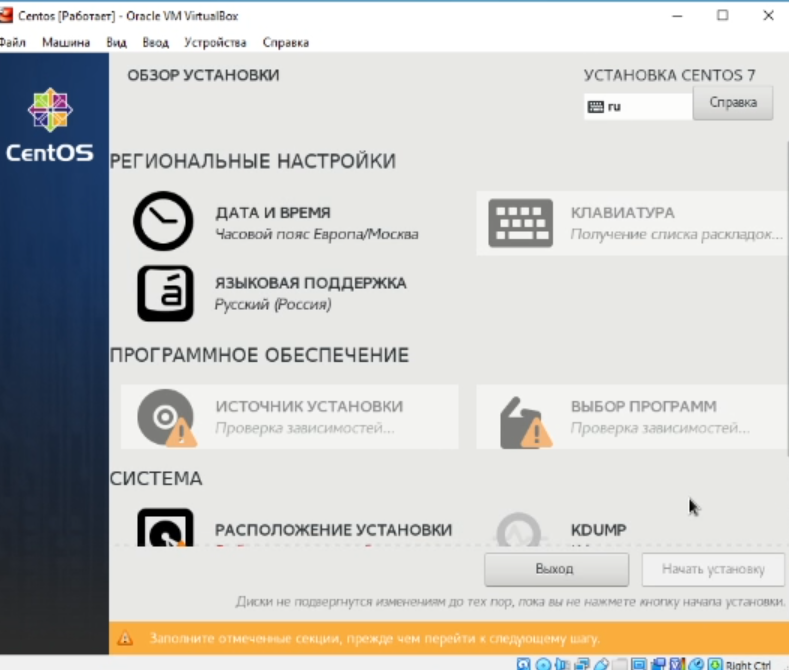 Centos [Работает] - Oracle VM VirtualBox
Файл Машина Вид Ввод Устройства Справка
ОБЗОР УСТАНОВКИ
УСТАНОВКА CENTOS 7
ru
Справка
CentOS
РЕГИОНАЛЬНЫЕ НАСТРОЙКИ
ДАТА И ВРЕМЯ
Часовой пояс Европа/Москва
КЛАВИАТУРА
Получение списка раскладок...
ЯЗЫКОВАЯ ПОДДЕРЖКА
Русский (Россия)
ПРОГРАММНОЕ ОБЕСПЕЧЕНИЕ
ИСТОЧНИК УСТАНОВКИ
Проверка зависимостей...
ВЫБОР ПРОГРАММ
Проверка зависимостей...
СИСТЕМА
РАСПОЛОЖЕНИЕ УСТАНОВКИ
KDUMP
Выход
Начать установку
Диски не подвергнутся изменениям до тех пор, пока вы не нажмете кнопку начала установки.
Заполните отмеченные секции, прежде чем перейти к следующему шагу.
Right Ctrl